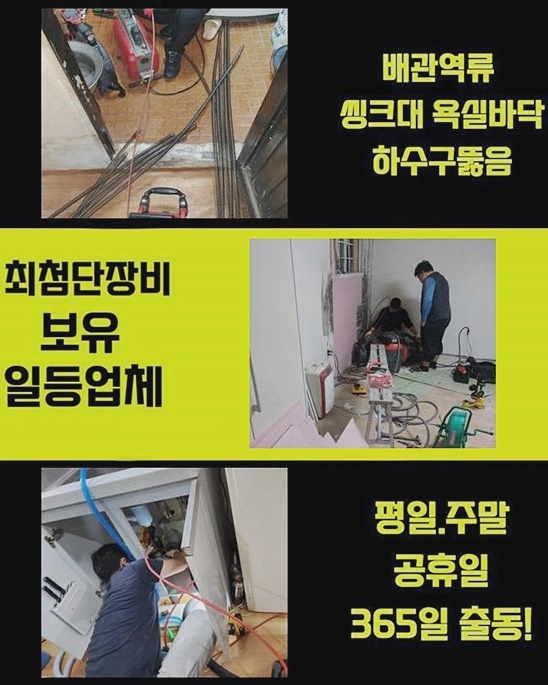 배관역류
씽크대 욕실바닥
하수구뚫음
최첨단장비
보유
일등업체
평일.주말
공휴일
365일 출동!